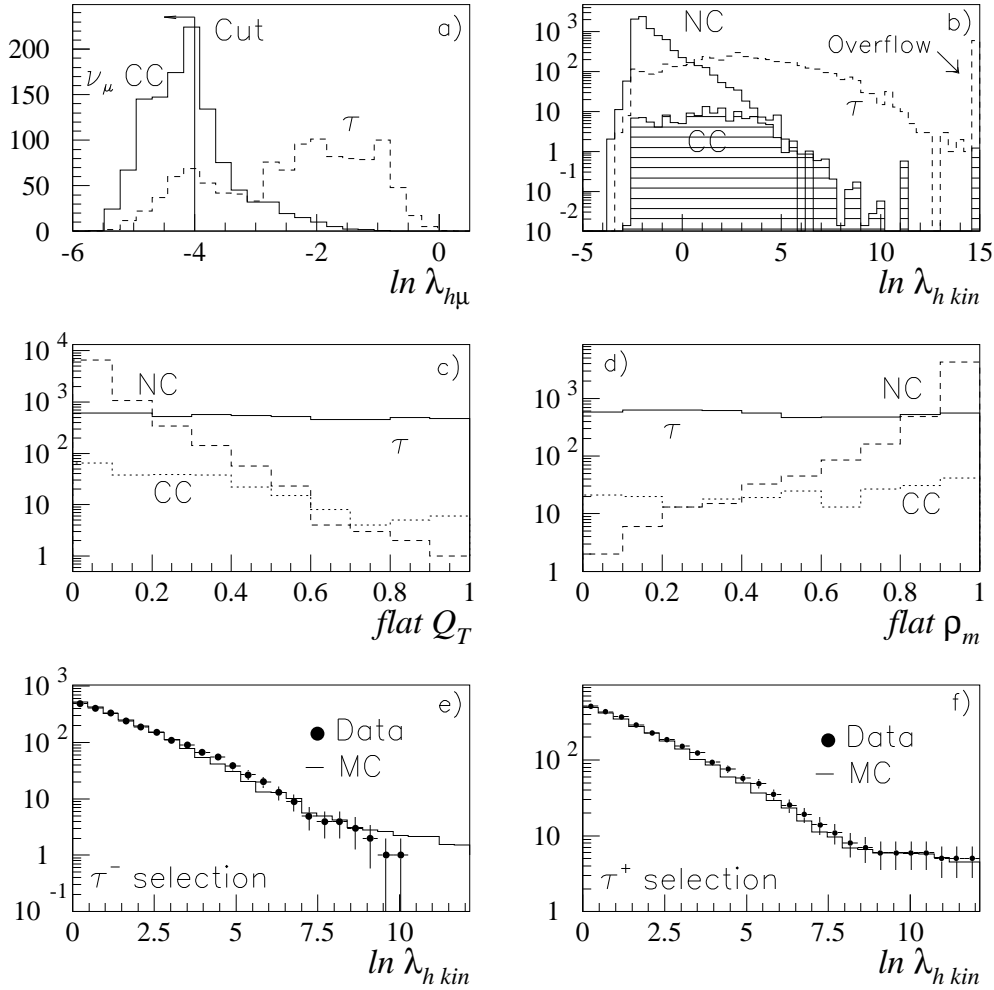 a)
Cut
ν_μ CC
τ
200
150
100
50
0
-6 -4 -2 0
ln λ_{hμ}
b)
NC
Overflow
τ
CC
10^3
10^2
10
1
10^{-1}
10^{-2}
-5 0 5 10 15
ln λ_{h kin}
c)
NC
τ
CC
10^4
10^3
10^2
10
1
0 0.2 0.4 0.6 0.8 1
flat Q_T
d)
NC
τ
CC
10^3
10^2
10
1
0 0.2 0.4 0.6 0.8 1
flat ρ_m
e)
Data
MC
τ^- selection
10^3
10^2
10
1
10^{-1}
0 2.5 5 7.5 10
ln λ_{h kin}
f)
Data
MC
τ^+ selection
10^2
10
1
0 2.5 5 7.5 10
ln λ_{h kin}